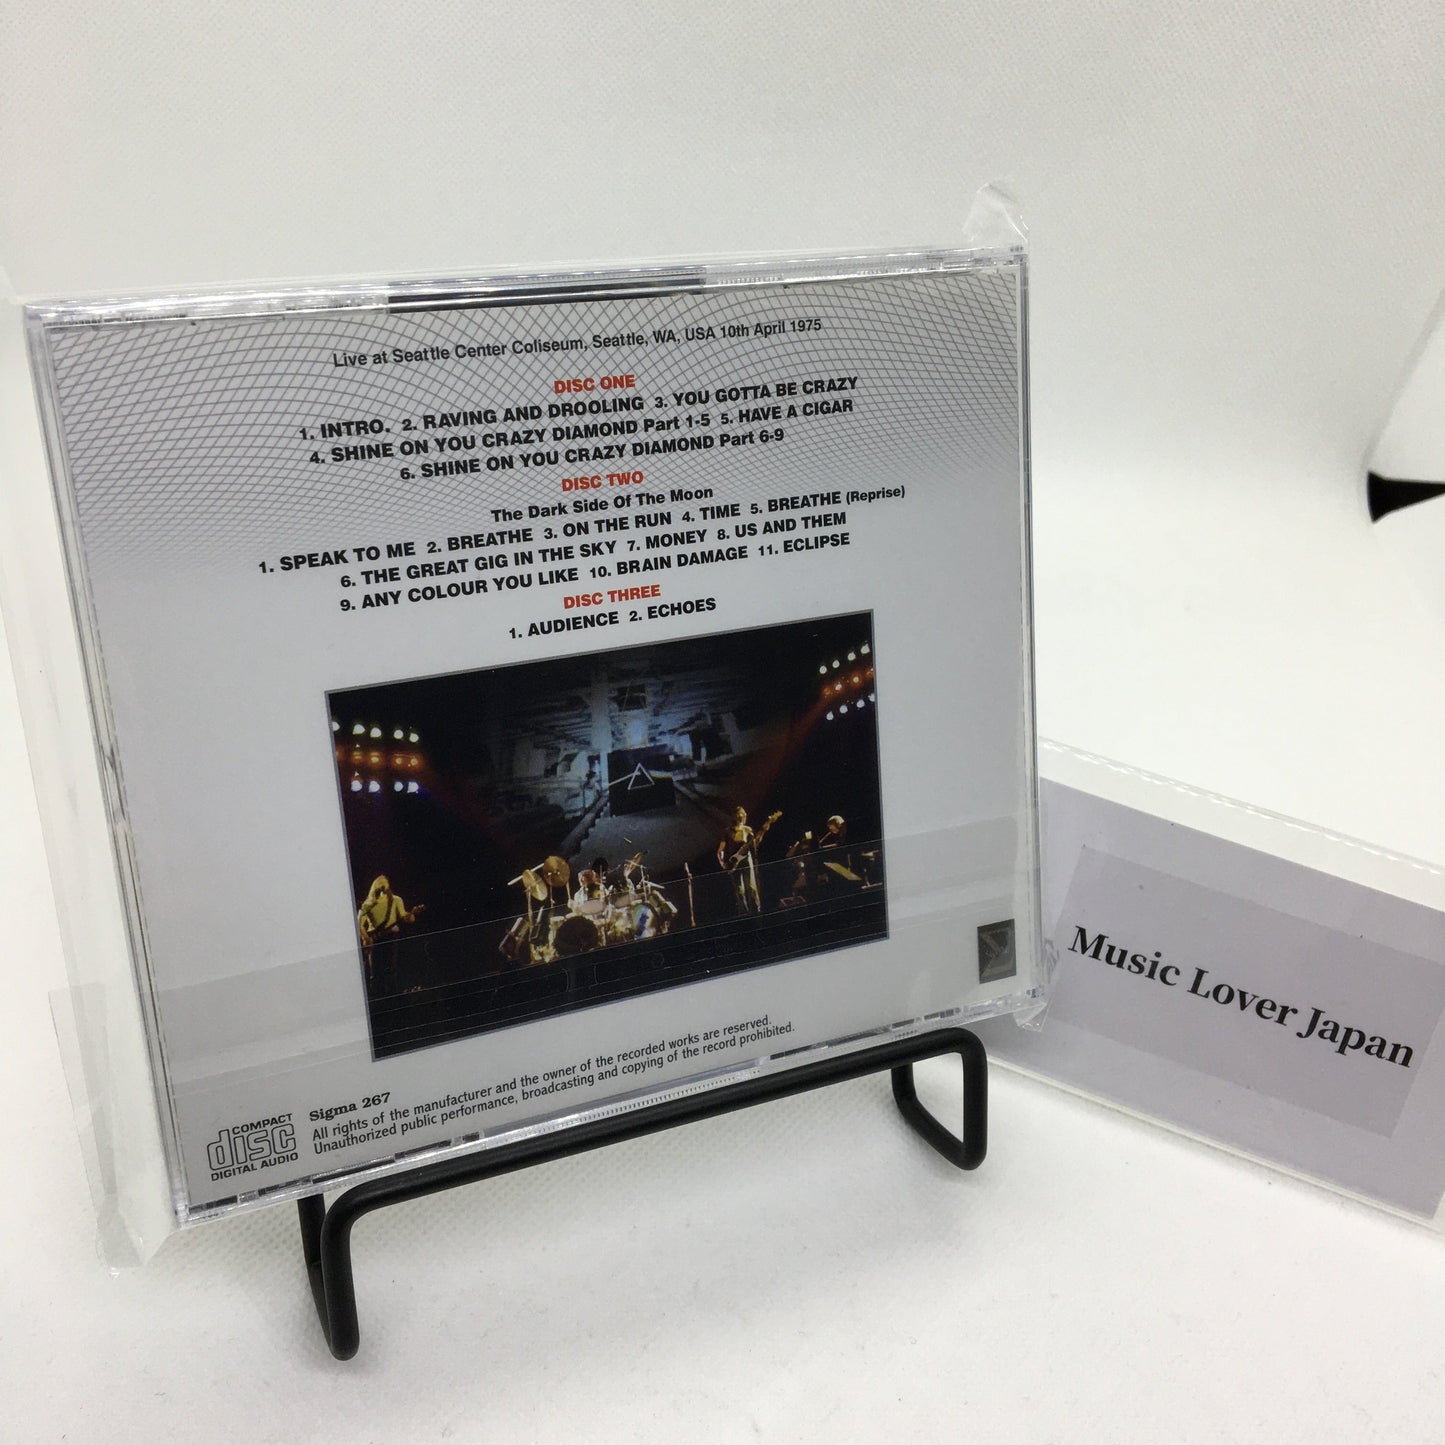 Live at Seattle Center Coliseum, Seattle, WA, USA 10th April 1975
DISC ONE
1. INTRO. 2. RAVING AND DROOLING 3. YOU GOTTA BE CRAZY
4. SHINE ON YOU CRAZY DIAMOND Part 1-5 5. HAVE A CIGAR
6. SHINE ON YOU CRAZY DIAMOND Part 6-9
DISC TWO
The Dark Side Of The Moon
1. SPEAK TO ME 2. BREATHE 3. ON THE RUN 4. TIME 5. BREATHE (Reprise)
6. THE GREAT GIG IN THE SKY 7. MONEY 8. US AND THEM
9. ANY COLOUR YOU LIKE 10. BRAIN DAMAGE 11. ECLIPSE
DISC THREE
1. AUDIENCE 2. ECHOES
COMPACT
disc
DIGITAL AUDIO
Sigma 267
All rights of the manufacturer and the owner of the recorded works are reserved.
Unauthorized public performance, broadcasting and copying of the record prohibited.
Σ
Music Lover Japan